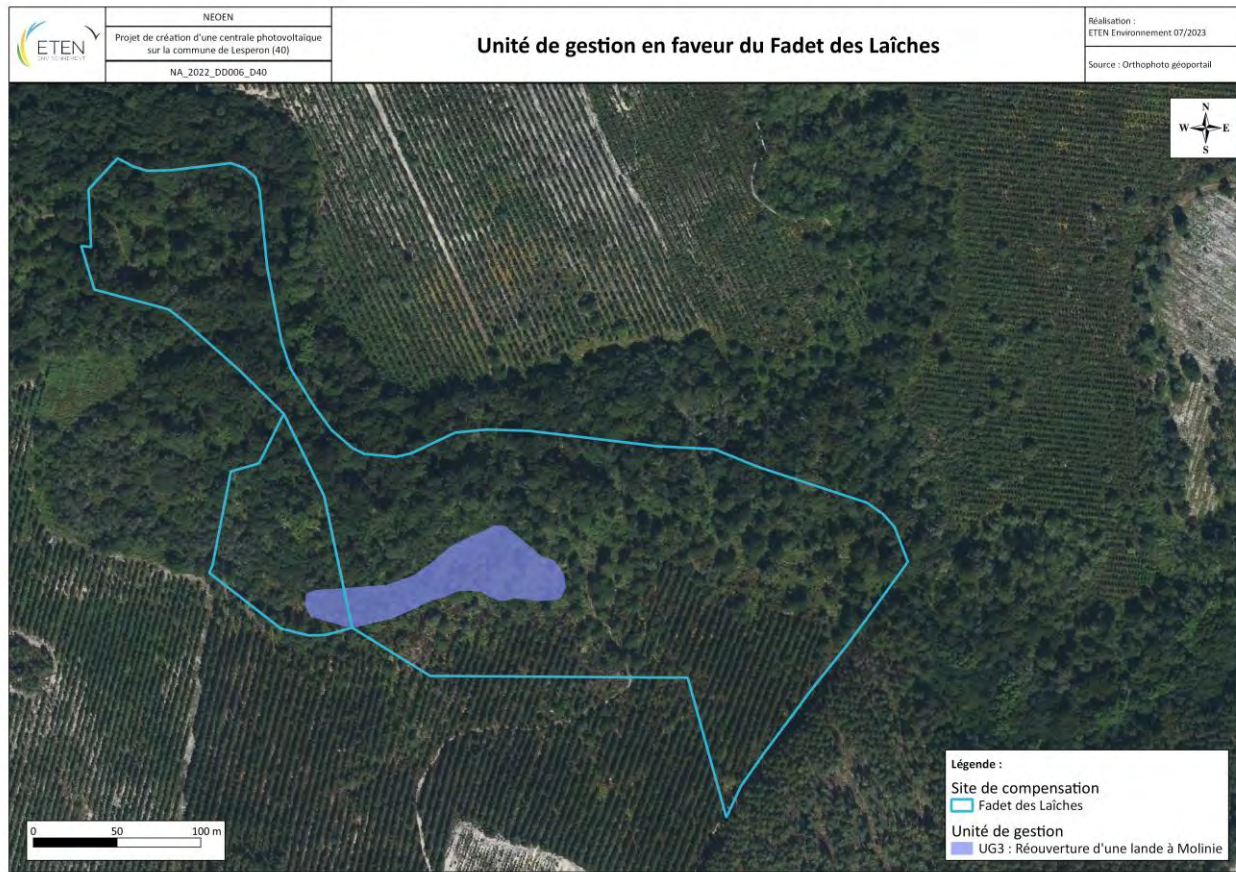 ETEN
ENVIRONNEMENT
NEOEN
Projet de création d'une centrale photovoltaïque
sur la commune de Lesperon (40)
NA_2022_DD006_D40
Unité de gestion en faveur du Fadet des Laîches
Réalisation :
ETEN Environnement 07/2023
Source : Orthophoto géoportail
N
W E
S
Légende :
Site de compensation
Fadet des Laîches
Unité de gestion
UG3 : Réouverture d'une lande à Molinie
0 50 100 m